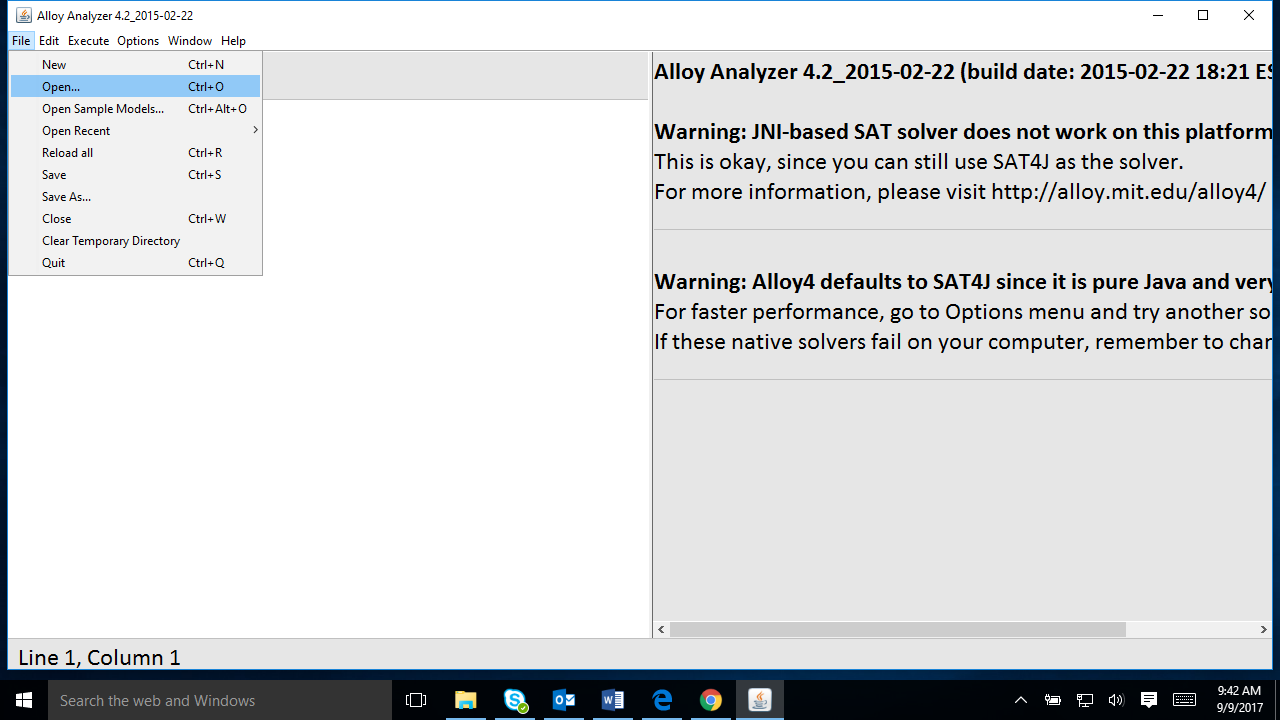 Alloy Analyzer 4.2_2015-02-22
File Edit Execute Options Window Help
New Ctrl+N
Open... Ctrl+O
Open Sample Models... Ctrl+Alt+O
Open Recent
Reload all Ctrl+R
Save Ctrl+S
Save As...
Close Ctrl+W
Clear Temporary Directory
Quit Ctrl+Q
Alloy Analyzer 4.2_2015-02-22 (build date: 2015-02-22 18:21 ES
Warning: JNI-based SAT solver does not work on this platform
This is okay, since you can still use SAT4J as the solver.
For more information, please visit http://alloy.mit.edu/alloy4/
Warning: Alloy4 defaults to SAT4J since it is pure Java and very
For faster performance, go to Options menu and try another so
If these native solvers fail on your computer, remember to char
Line 1, Column 1
Search the web and Windows
9:42 AM
9/9/2017